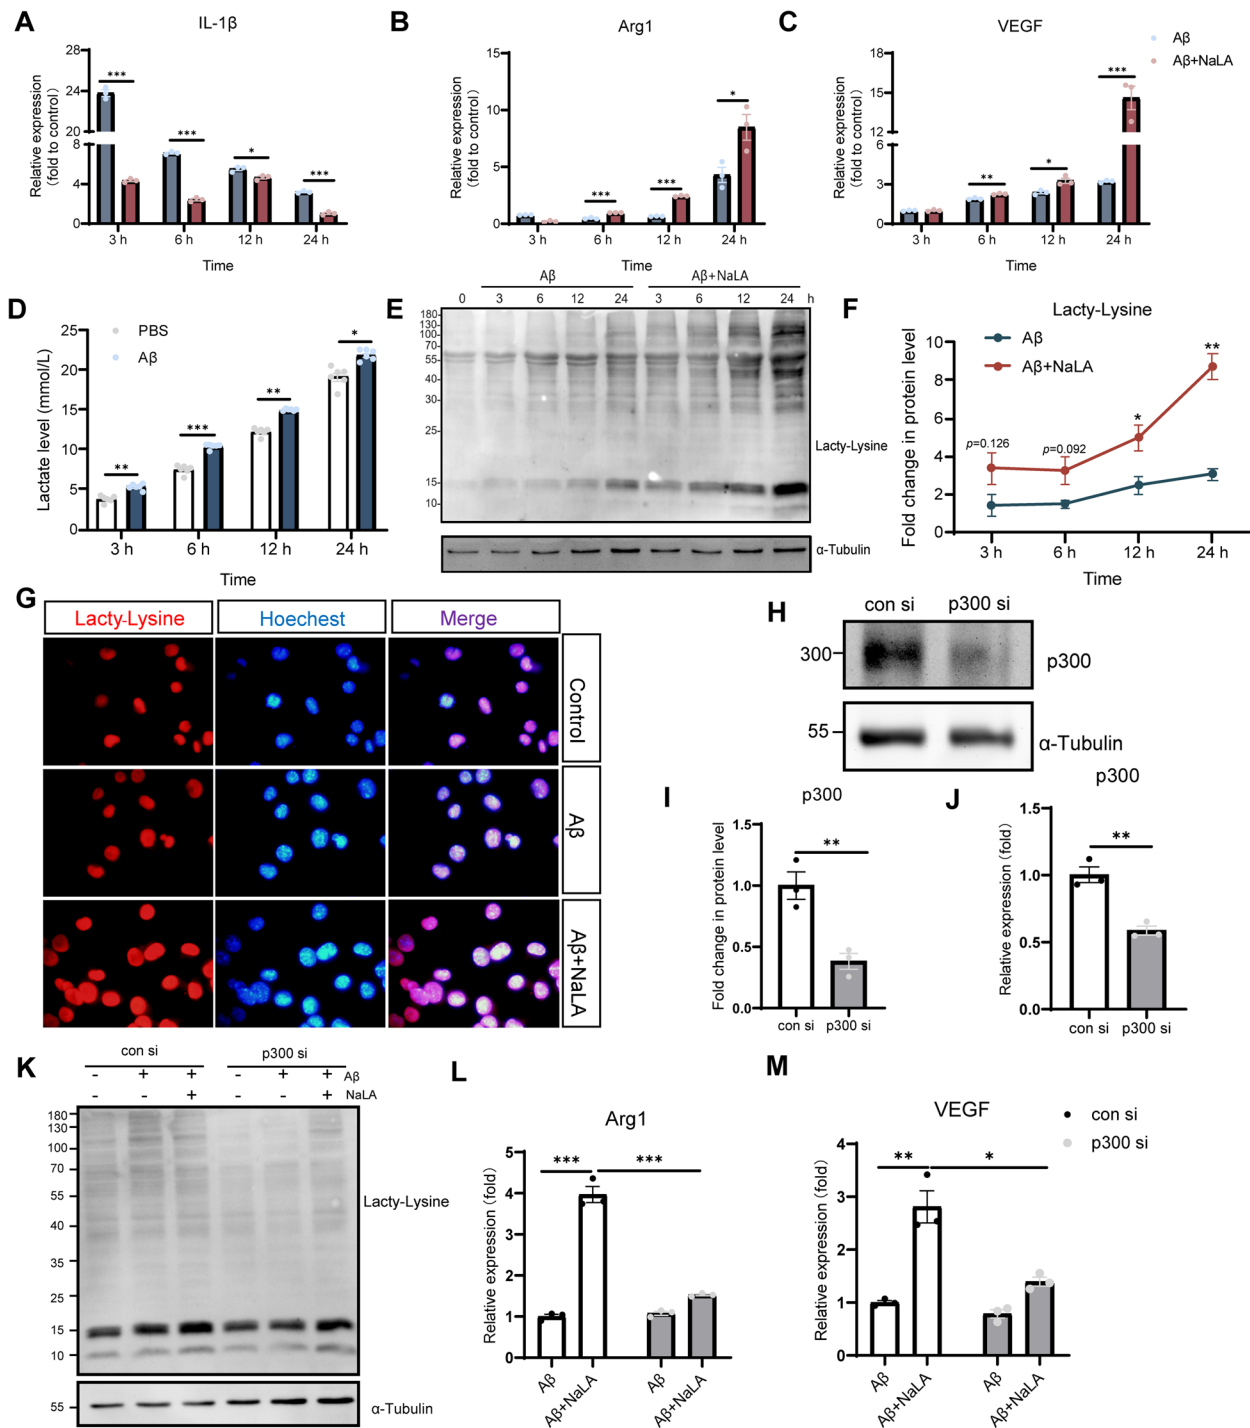 A
IL-1β
Relative expression
(fold to control)
28
24
20
8
4
0
***
***
*
***
3 h
6 h
12 h
24 h
Time
B
Arg1
Relative expression
(fold to control)
15
10
5
0
***
***
*
3 h
6 h
12 h
24 h
Time
C
VEGF
Relative expression
(fold to control)
18
15
12
6
3
0
**
*
***
3 h
6 h
12 h
24 h
Time
Aβ
Aβ+NaLA
D
PBS
Aβ
Lactate level (mmol/L)
25
20
15
10
5
0
**
***
**
*
3 h
6 h
12 h
24 h
Time
E
Aβ
Aβ+NaLA
0 3 6 12 24 3 6 12 24 h
180
130
100
70
55
40
30
25
15
10
Lacty-Lysine
α-Tubulin
F
Lacty-Lysine
Aβ
Aβ+NaLA
Fold change in protein level
10
8
6
4
2
0
p=0.126
p=0.092
*
**
3 h
6 h
12 h
24 h
Time
G
Lacty-Lysine
Hoechest
Merge
Control
Aβ
Aβ+NaLA
H
con si
p300 si
300
p300
55
α-Tubulin
I
p300
Fold change in protein level
1.5
1.0
0.5
0.0
**
con si
p300 si
J
p300
Relative expression (fold)
1.5
1.0
0.5
0.0
**
con si
p300 si
K
con si
p300 si
- + + - + + Aβ
- - + - - + NaLA
180
130
100
70
55
40
35
25
15
10
Lacty-Lysine
55
α-Tubulin
L
Arg1
Relative expression (fold)
5
4
3
2
1
0
***
***
Aβ
Aβ+NaLA
Aβ
Aβ+NaLA
M
VEGF
Relative expression (fold)
4
3
2
1
0
**
*
Aβ
Aβ+NaLA
Aβ
Aβ+NaLA
con si
p300 si